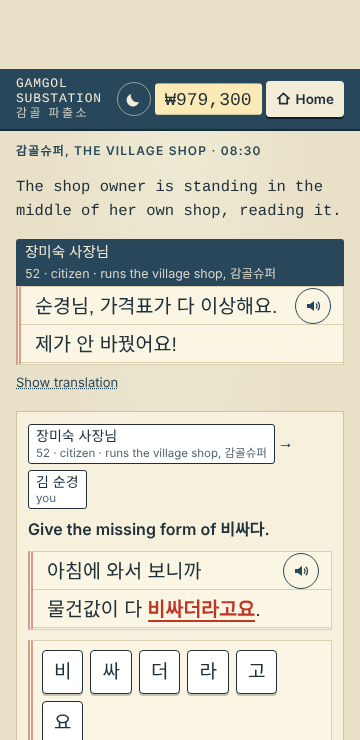 GAMGOL
SUBSTATION
감골 파출소
₩979,300
Home
감골슈퍼, THE VILLAGE SHOP · 08:30
The shop owner is standing in the
middle of her own shop, reading it.
장미숙 사장님
52 · citizen · runs the village shop, 감골슈퍼
순경님, 가격표가 다 이상해요.
제가 안 바꿨어요!
Show translation
장미숙 사장님
52 · citizen · runs the village shop, 감골슈퍼
→
김 순경
you
Give the missing form of 비싸다.
아침에 와서 보니까
물건값이 다 비싸더라고요.
비 싸 더 라 고
요